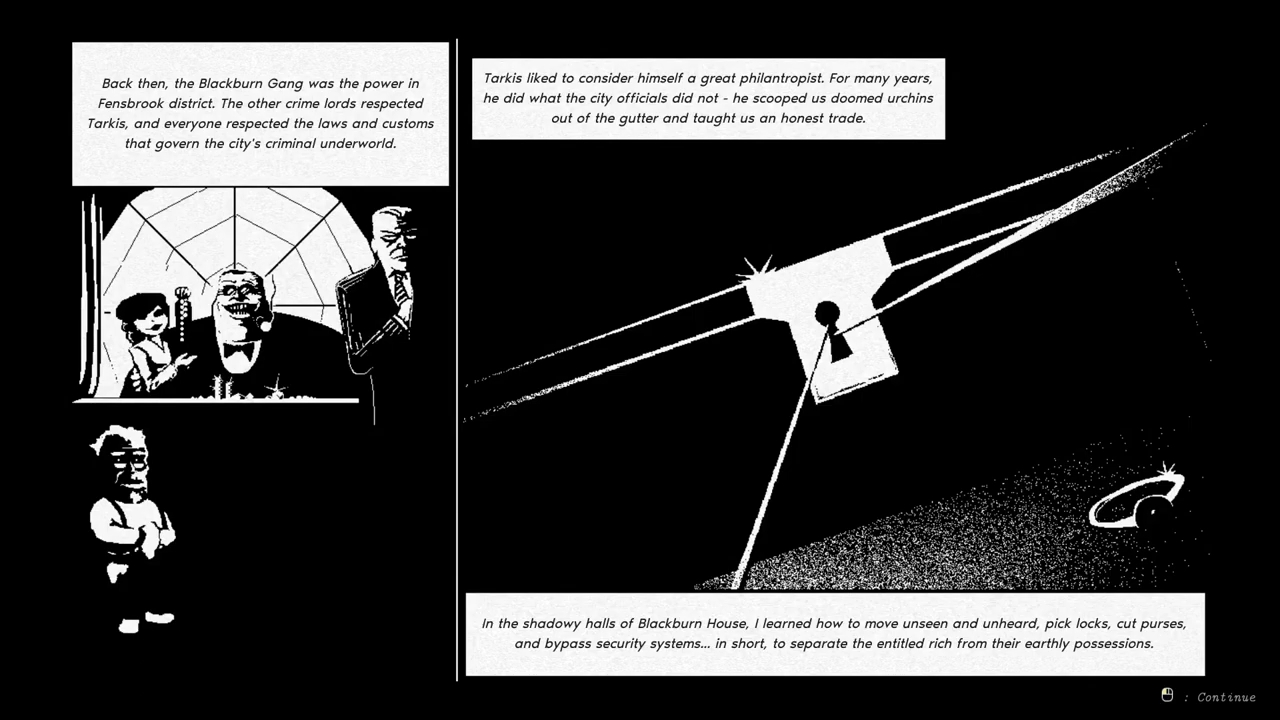 Back then, the Blackburn Gang was the power in
Fensbrook district. The other crime lords respected
Tarkis, and everyone respected the laws and customs
that govern the city's criminal underworld.
Tarkis liked to consider himself a great philantropist. For many years,
he did what the city officials did not - he scooped us doomed urchins
out of the gutter and taught us an honest trade.
In the shadowy halls of Blackburn House, I learned how to move unseen and unheard, pick locks, cut purses,
and bypass security systems... in short, to separate the entitled rich from their earthly possessions.
: Continue